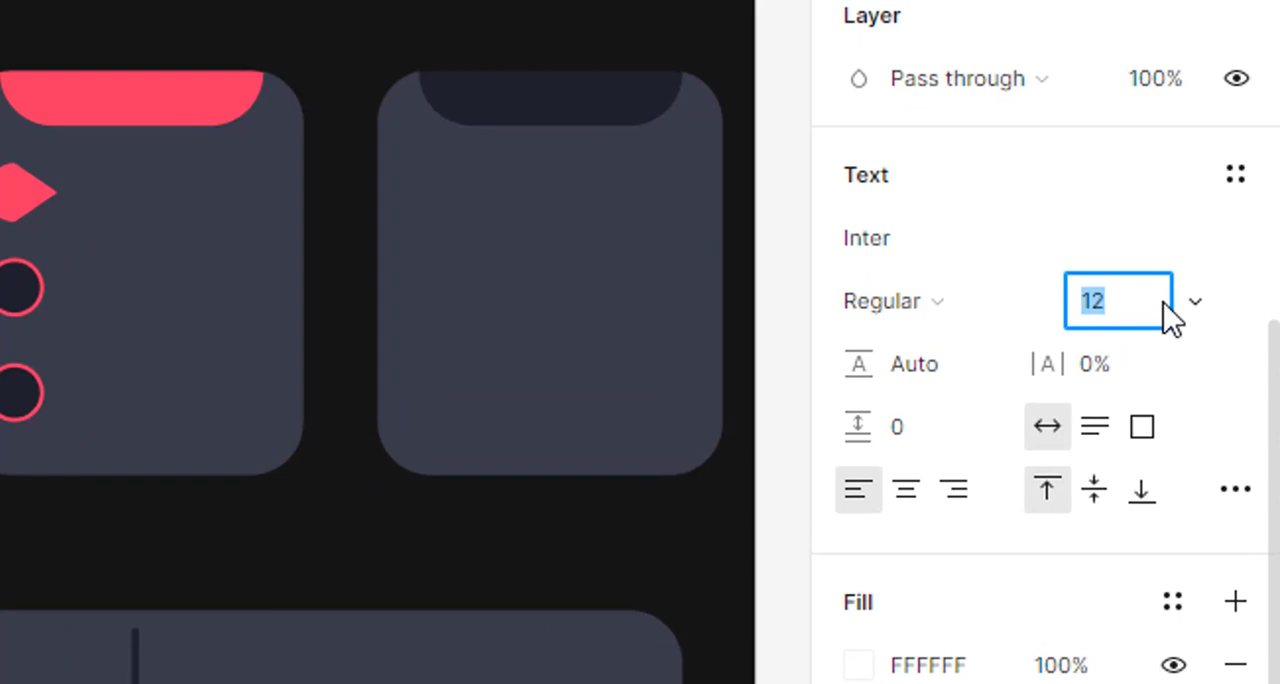 Layer
Pass through 100%
Text
Inter
Regular 12
A Auto |A| 0%
0
Fill
FFFFFF 100%